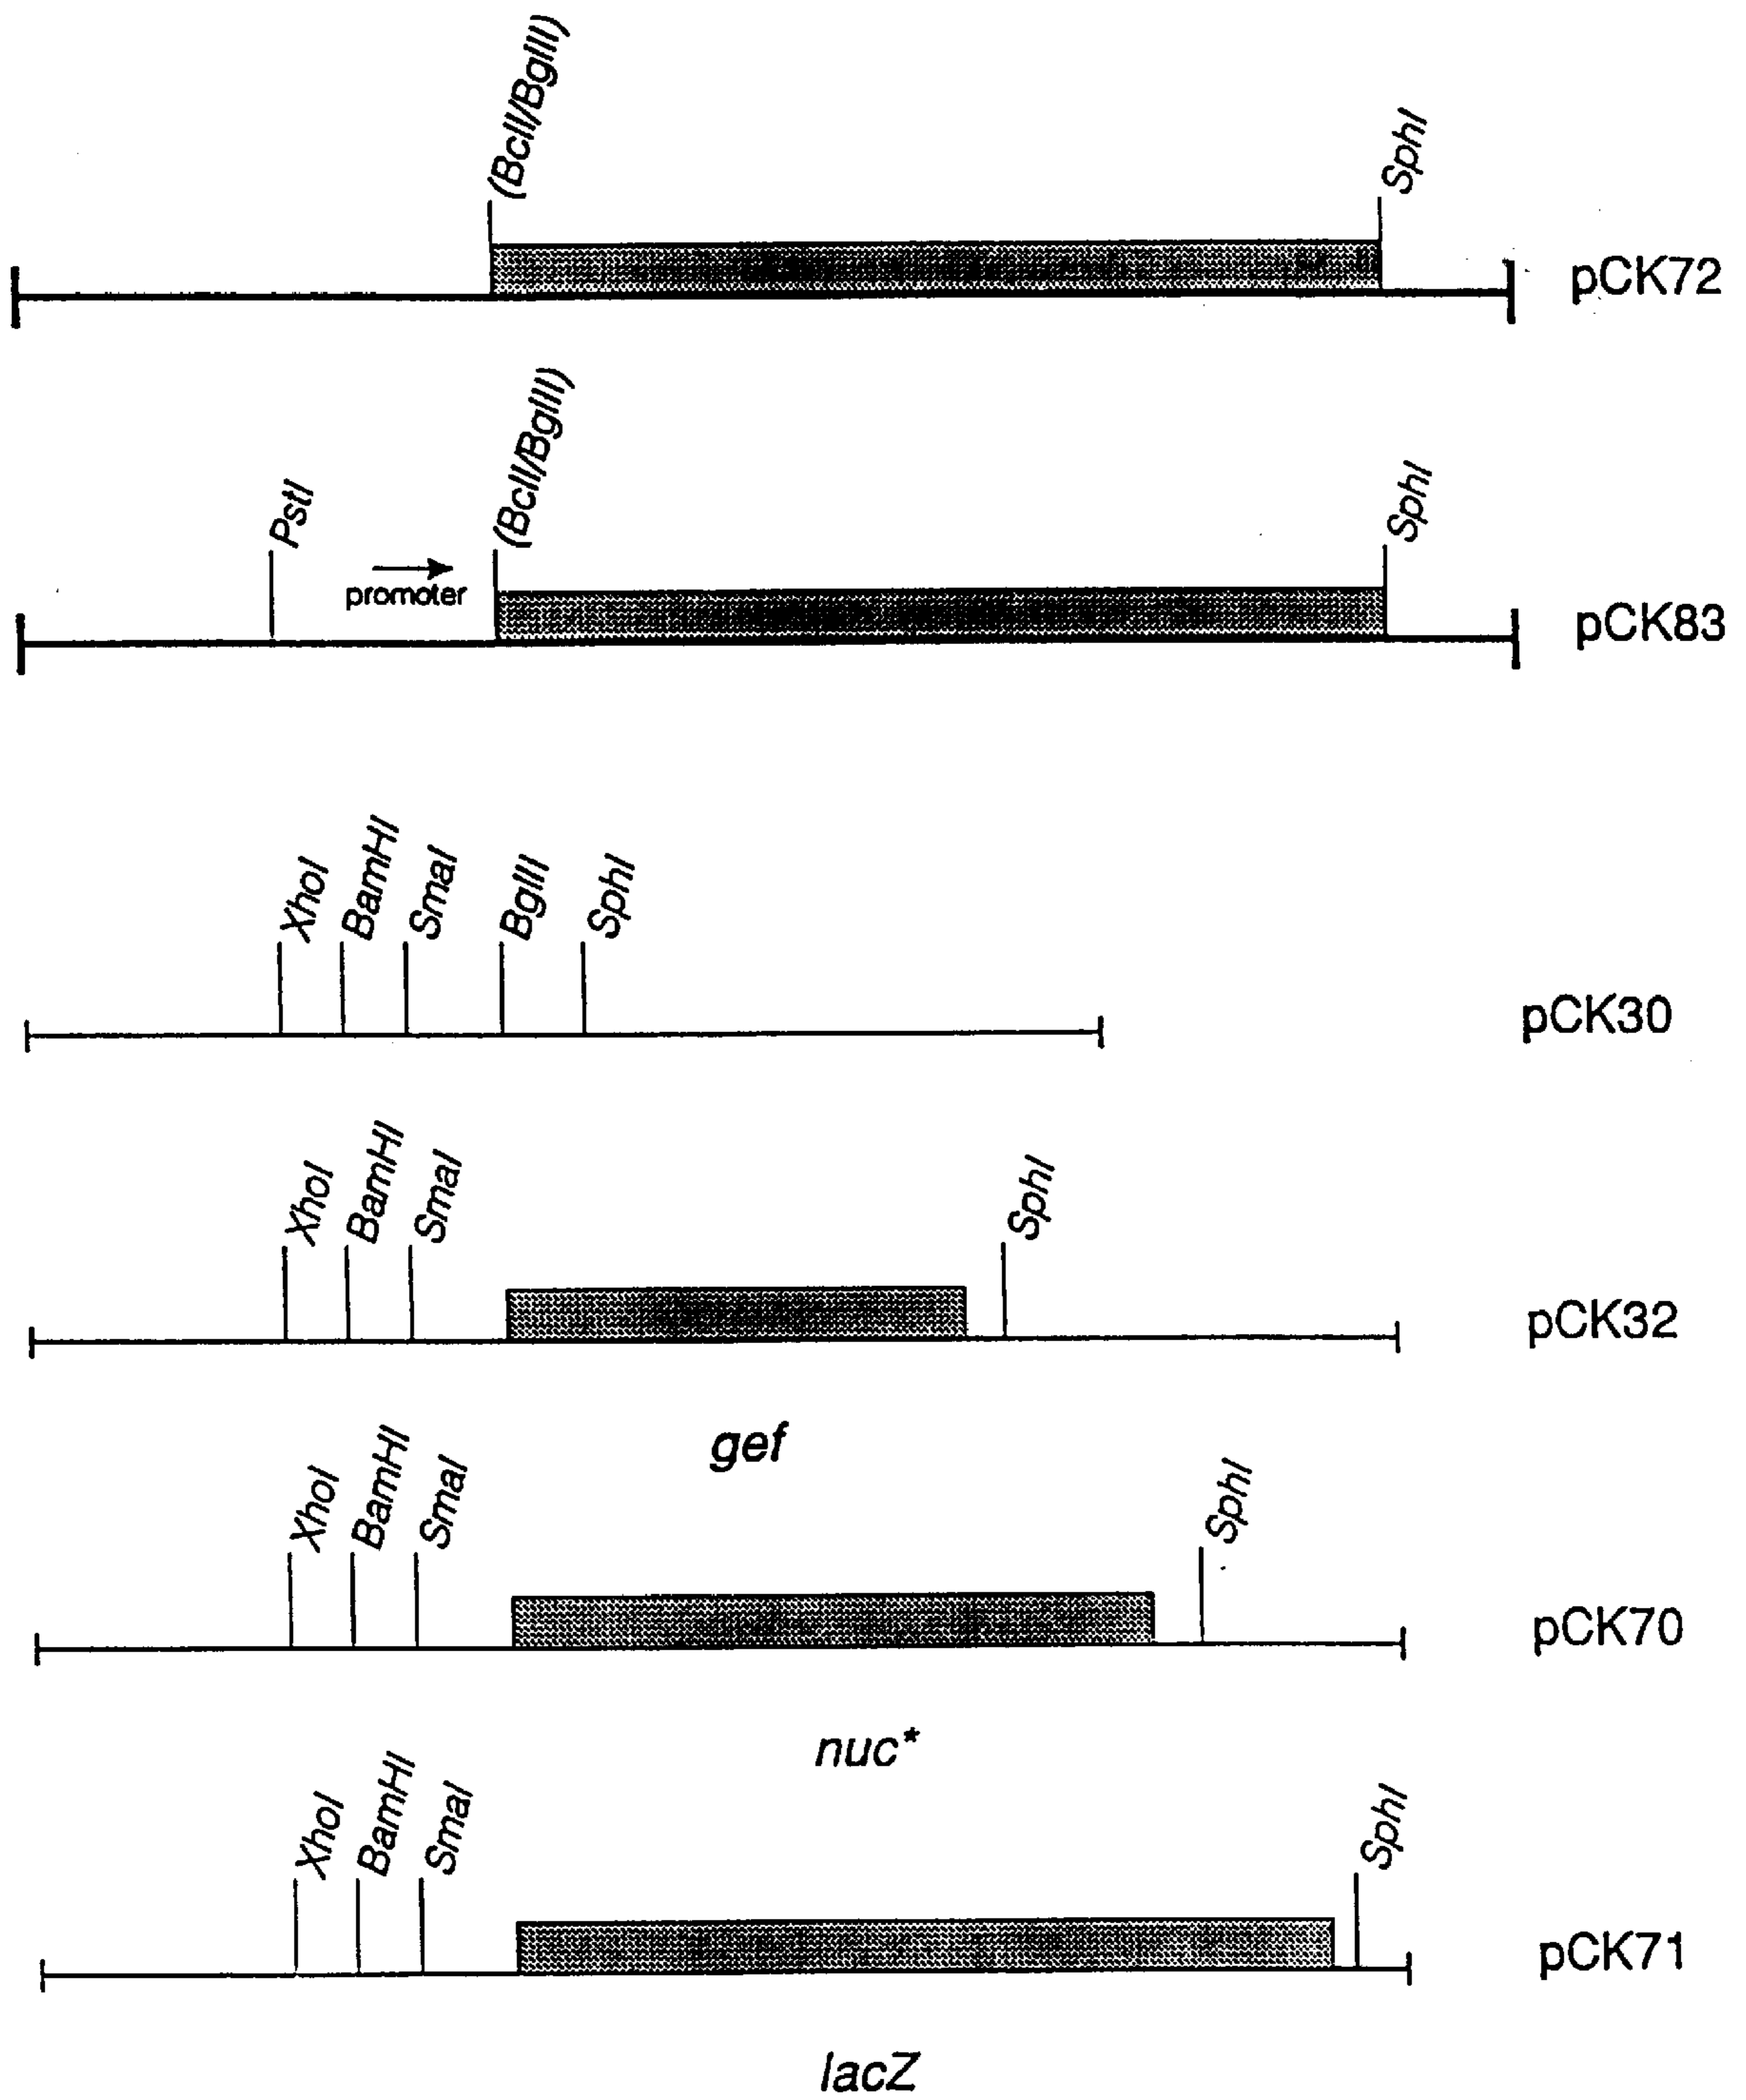 (BclI/BglII)
SphI
pCK72
PstI
promoter
(BclI/BglII)
SphI
pCK83
XhoI
BamHI
SmaI
BglII
SphI
pCK30
XhoI
BamHI
SmaI
SphI
pCK32
gef
XhoI
BamHI
SmaI
SphI
pCK70
nuc*
XhoI
BamHI
SmaI
SphI
pCK71
lacZ